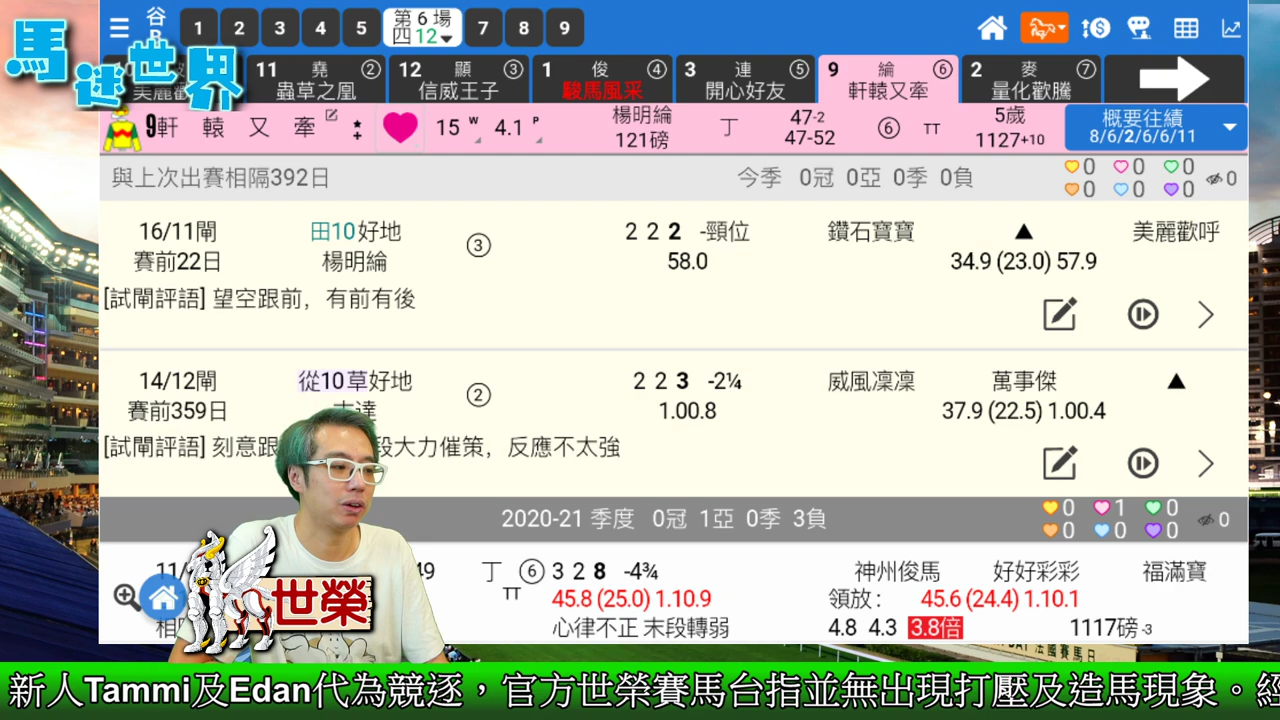 馬迷世界
谷
1 2 3 4 5 第6場 四12 7 8 9
11 堯 ② 蟲草之凰
12 顯 ③ 信威王子
1 俊 ④ 駿馬風采
3 連 ⑤ 開心好友
9 綸 ⑥ 軒轅又牽
2 麥 ⑦ 量化歡騰
9軒轅又牽 15 W 4.1 P 楊明綸 121磅 丁 47-2 47-52 ⑥ TT 5歲 1127+10 概要往績 8/6/2/6/6/11
與上次出賽相隔392日 今季 0冠 0亞 0季 0負 0 0 0 0 0 0 0
16/11閘 田10好地 ③ 2 2 2 -頸位 鑽石寶寶 ▲ 美麗歡呼
賽前22日 楊明綸 58.0 34.9 (23.0) 57.9
[試閘評語] 望空跟前，有前有後
14/12閘 從10草好地 ② 2 2 3 -2¼ 威風凜凜 萬事傑 ▲
賽前359日 1.00.8 37.9 (22.5) 1.00.4
[試閘評語] 刻意跟 段大力催策，反應不太強
2020-21 季度 0冠 1亞 0季 3負 0 1 0 0 0 0 0
11/ 49 丁 ⑥ 3 2 8 -4¾ 神州俊馬 好好彩彩 福滿寶
TT 45.8 (25.0) 1.10.9 領放： 45.6 (24.4) 1.10.1
心律不正 末段轉弱 4.8 4.3 3.8倍 1117磅-3
世榮
新人Tammi及Edan代為競逐，官方世榮賽馬台指並無出現打壓及造馬現象。經